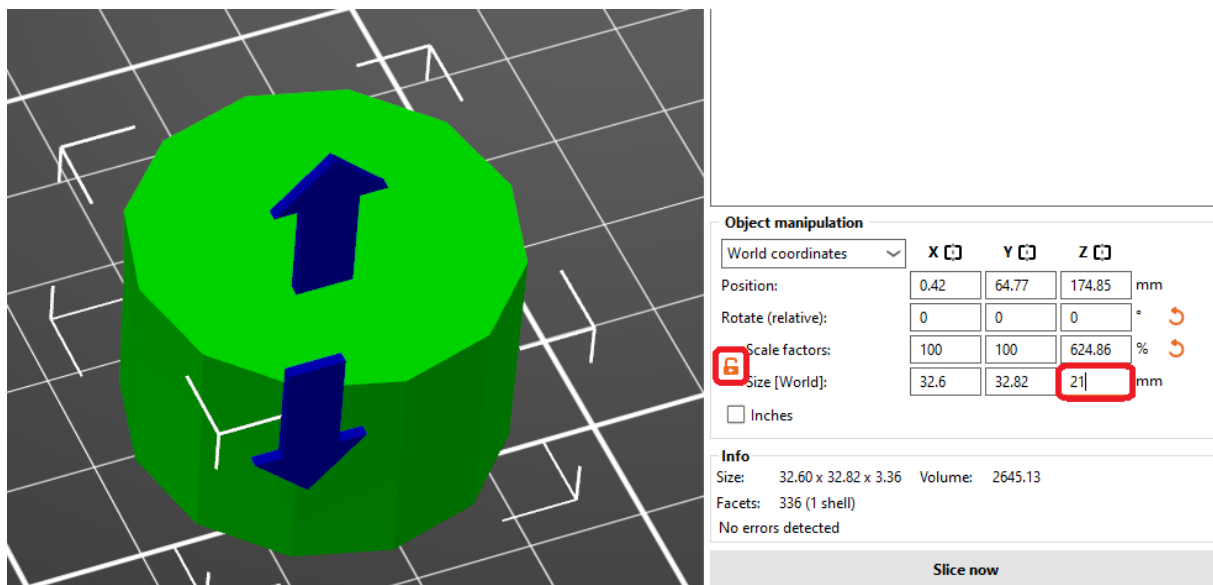 Object manipulation
World coordinates X Y Z
Position: 0.42 64.77 174.85 mm
Rotate (relative): 0 0 0 °
Scale factors: 100 100 624.86 %
Size [World]: 32.6 32.82 21 mm
Inches
Info
Size: 32.60 x 32.82 x 3.36 Volume: 2645.13
Facets: 336 (1 shell)
No errors detected
Slice now